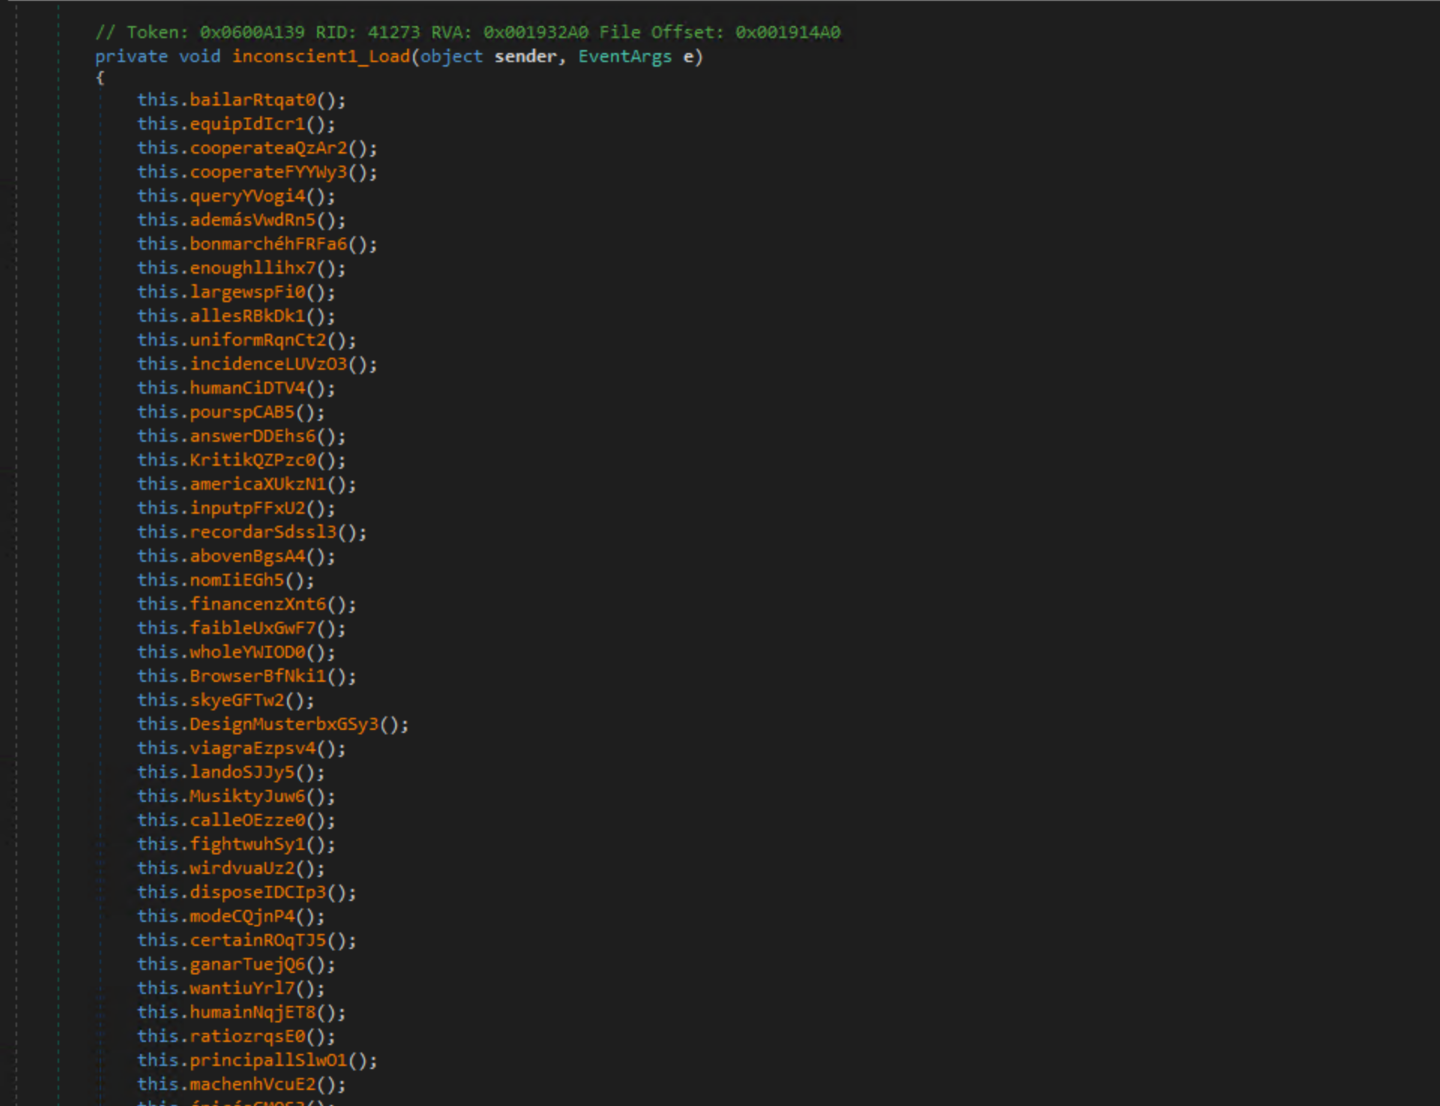 // Token: 0x0600A139 RID: 41273 RVA: 0x001932A0 File Offset: 0x001914A0
private void inconscient1_Load(object sender, EventArgs e)
{
this.bailarRtqat0();
this.equipIdIcr1();
this.cooperateaQzAr2();
this.cooperateFYYWy3();
this.queryYVogi4();
this.ademásVwdRn5();
this.bonmarchéhFRFa6();
this.enoughllihx7();
this.largewspFi0();
this.allesRBkDk1();
this.uniformRqnCt2();
this.incidenceLUVzO3();
this.humanCiDTV4();
this.pourspCAB5();
this.answerDDEhs6();
this.KritikQZPzc0();
this.americaXUkzN1();
this.inputpFFxU2();
this.recordarSdssl3();
this.abovenBgsA4();
this.nomIiEGh5();
this.financenzXnt6();
this.faibleUxGwF7();
this.wholeYWIOD0();
this.BrowserBfNki1();
this.skyeGFTw2();
this.DesignMusterbxGSy3();
this.viagraEzpsv4();
this.landoSJJy5();
this.MusiktyJuw6();
this.calleOEzze0();
this.fightwuhSy1();
this.wirdvuaUz2();
this.disposeIDCIp3();
this.modeCQjnP4();
this.certainROqTJ5();
this.ganarTuejQ6();
this.wantiuYrl7();
this.humainNqjET8();
this.ratiozrqsE0();
this.principallSlwO1();
this.machenhVcuE2();